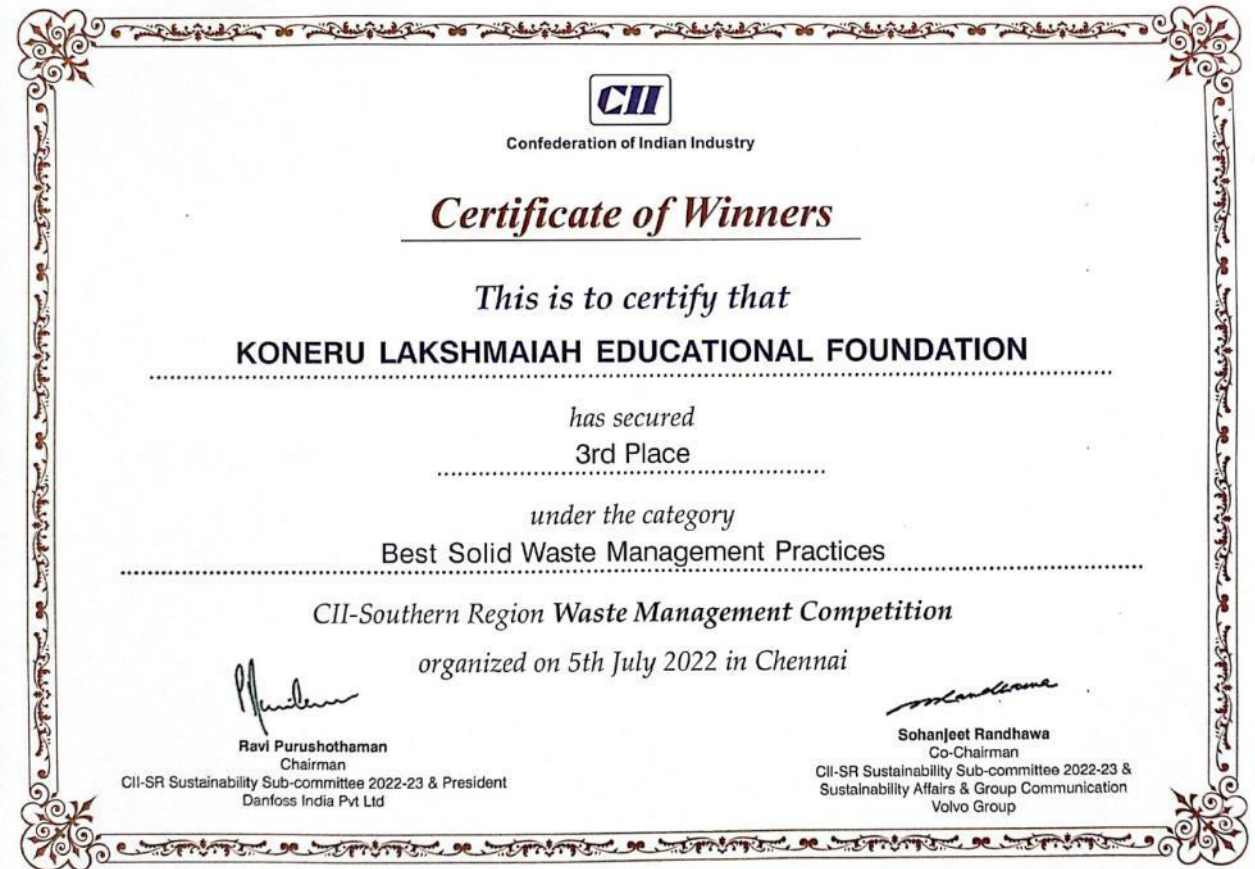 CII
Confederation of Indian Industry
Certificate of Winners
This is to certify that
KONERU LAKSHMAIAH EDUCATIONAL FOUNDATION
has secured
3rd Place
under the category
Best Solid Waste Management Practices
CII-Southern Region Waste Management Competition
organized on 5th July 2022 in Chennai
Ravi Purushothaman
Chairman
CII-SR Sustainability Sub-committee 2022-23 & President
Danfoss India Pvt Ltd
Sohanjeet Randhawa
Co-Chairman
CII-SR Sustainability Sub-committee 2022-23 &
Sustainability Affairs & Group Communication
Volvo Group